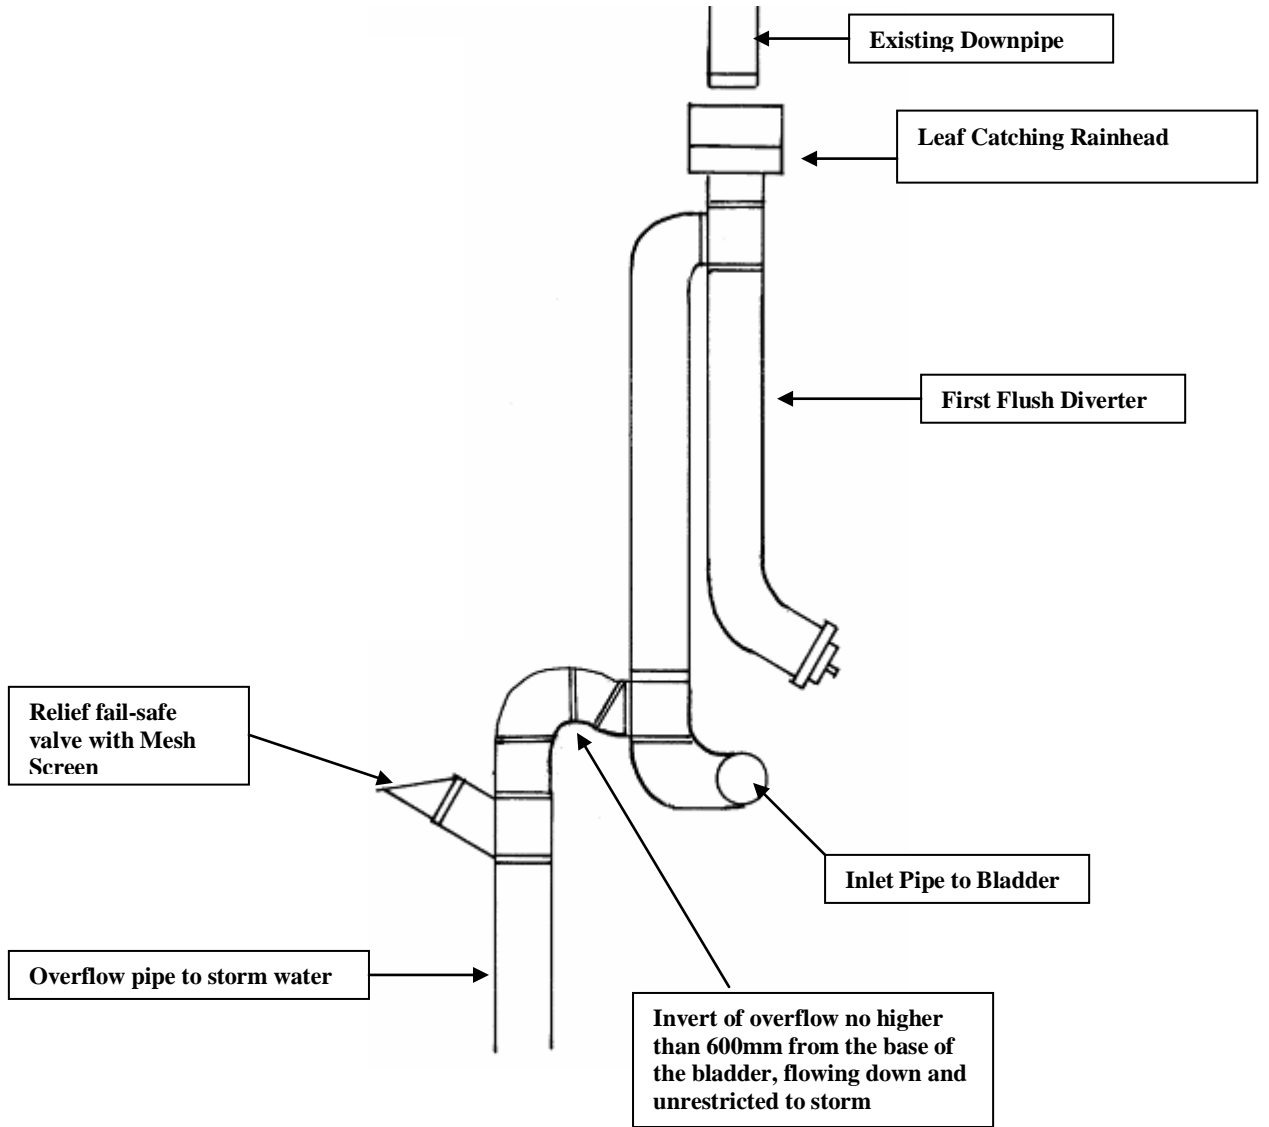 Existing Downpipe
Leaf Catching Rainhead
First Flush Diverter
Relief fail-safe
valve with Mesh
Screen
Inlet Pipe to Bladder
Overflow pipe to storm water
Invert of overflow no higher
than 600mm from the base of
the bladder, flowing down and
unrestricted to storm